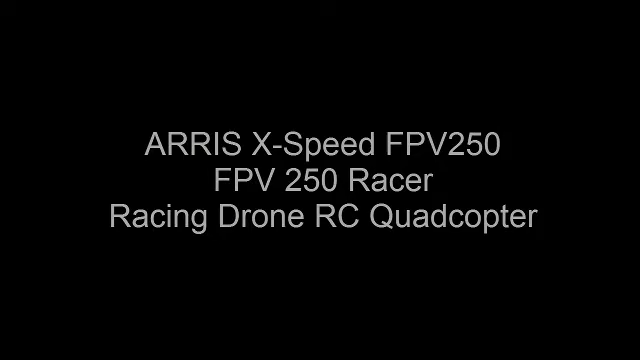 ARRIS X-Speed FPV250
FPV 250 Racer
Racing Drone RC Quadcopter